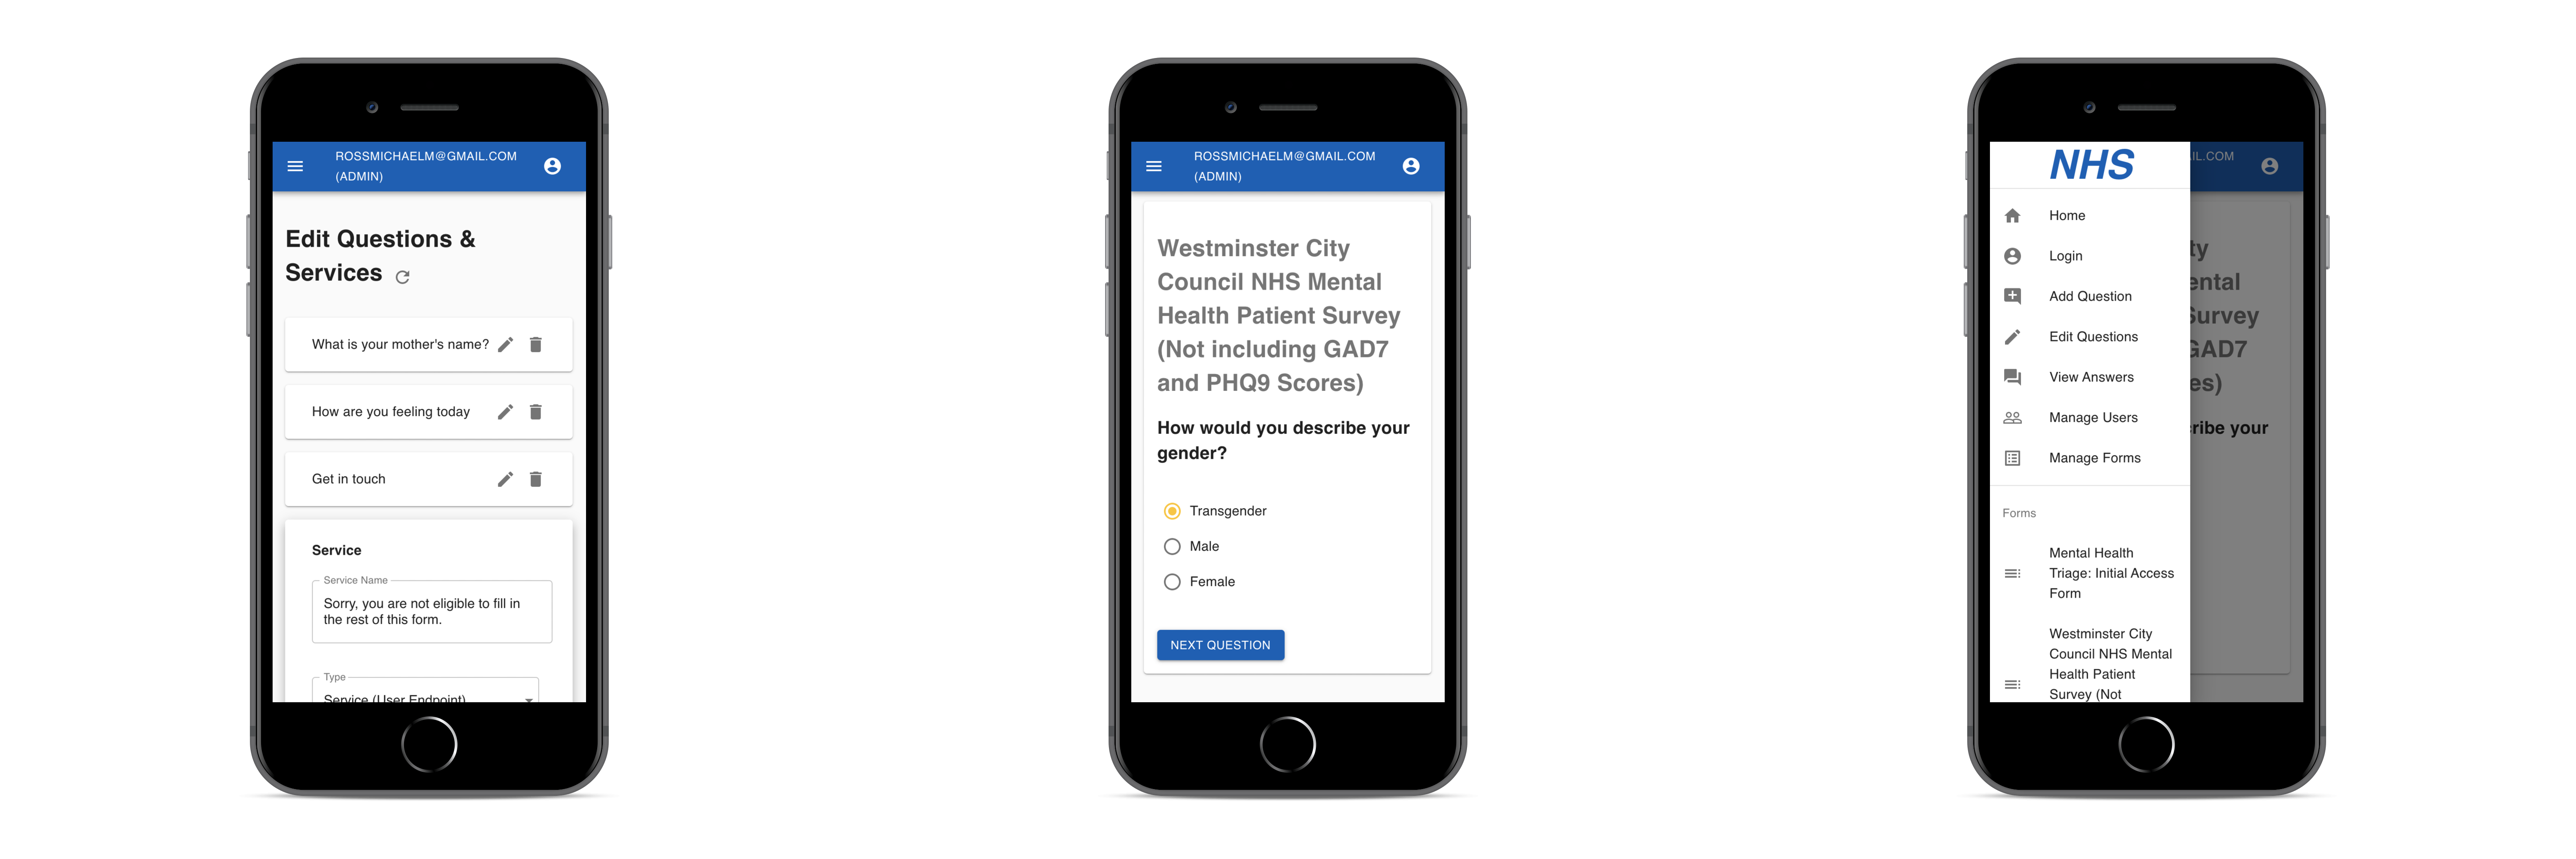 ROSSMICHAELM@GMAIL.COM
(ADMIN)
Edit Questions &
Services
What is your mother's name?
How are you feeling today
Get in touch
Service
Service Name
Sorry, you are not eligible to fill in
the rest of this form.
Type
Service (User Endpoint)
ROSSMICHAELM@GMAIL.COM
(ADMIN)
Westminster City
Council NHS Mental
Health Patient Survey
(Not including GAD7
and PHQ9 Scores)
How would you describe your
gender?
Transgender
Male
Female
NEXT QUESTION
NHS
Home
Login
Add Question
Edit Questions
View Answers
Manage Users
Manage Forms
Forms
Mental Health
Triage: Initial Access
Form
Westminster City
Council NHS Mental
Health Patient
Survey (Not
IL.COM
ty
ental
Survey
GAD7
es)
cribe your